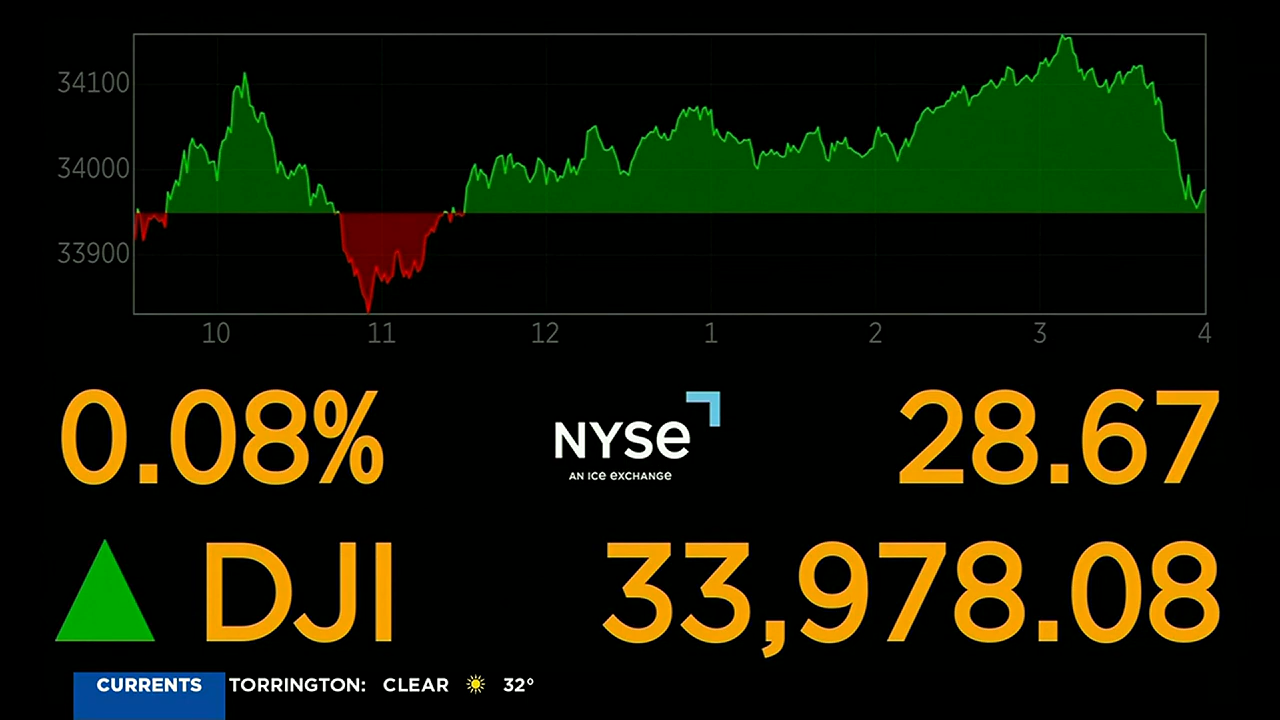 34100
34000
33900
10 11 12 1 2 3 4
0.08% NYSE 28.67
AN ICE EXCHANGE
DJI 33,978.08
CURRENTS TORRINGTON: CLEAR 32°